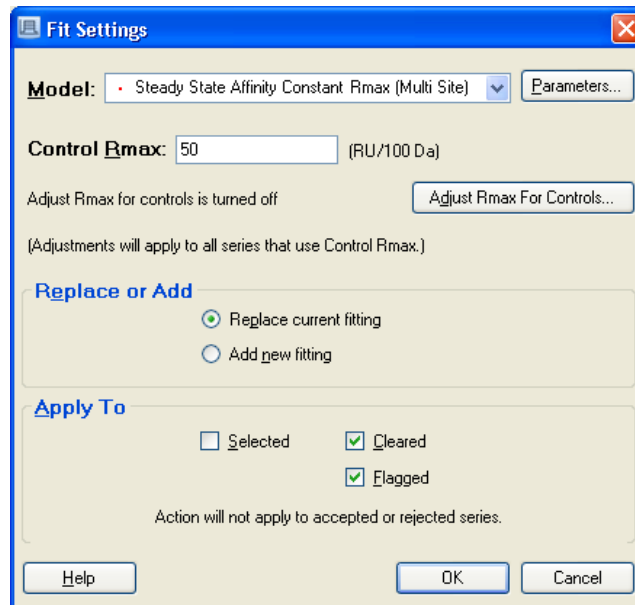 Fit Settings
Model: Steady State Affinity Constant Rmax (Multi Site) Parameters...
Control Rmax: 50 (RU/100 Da)
Adjust Rmax for controls is turned off Adjust Rmax For Controls...
(Adjustments will apply to all series that use Control Rmax.)
Replace or Add
Replace current fitting
Add new fitting
Apply To
Selected Cleared
Flagged
Action will not apply to accepted or rejected series.
Help OK Cancel